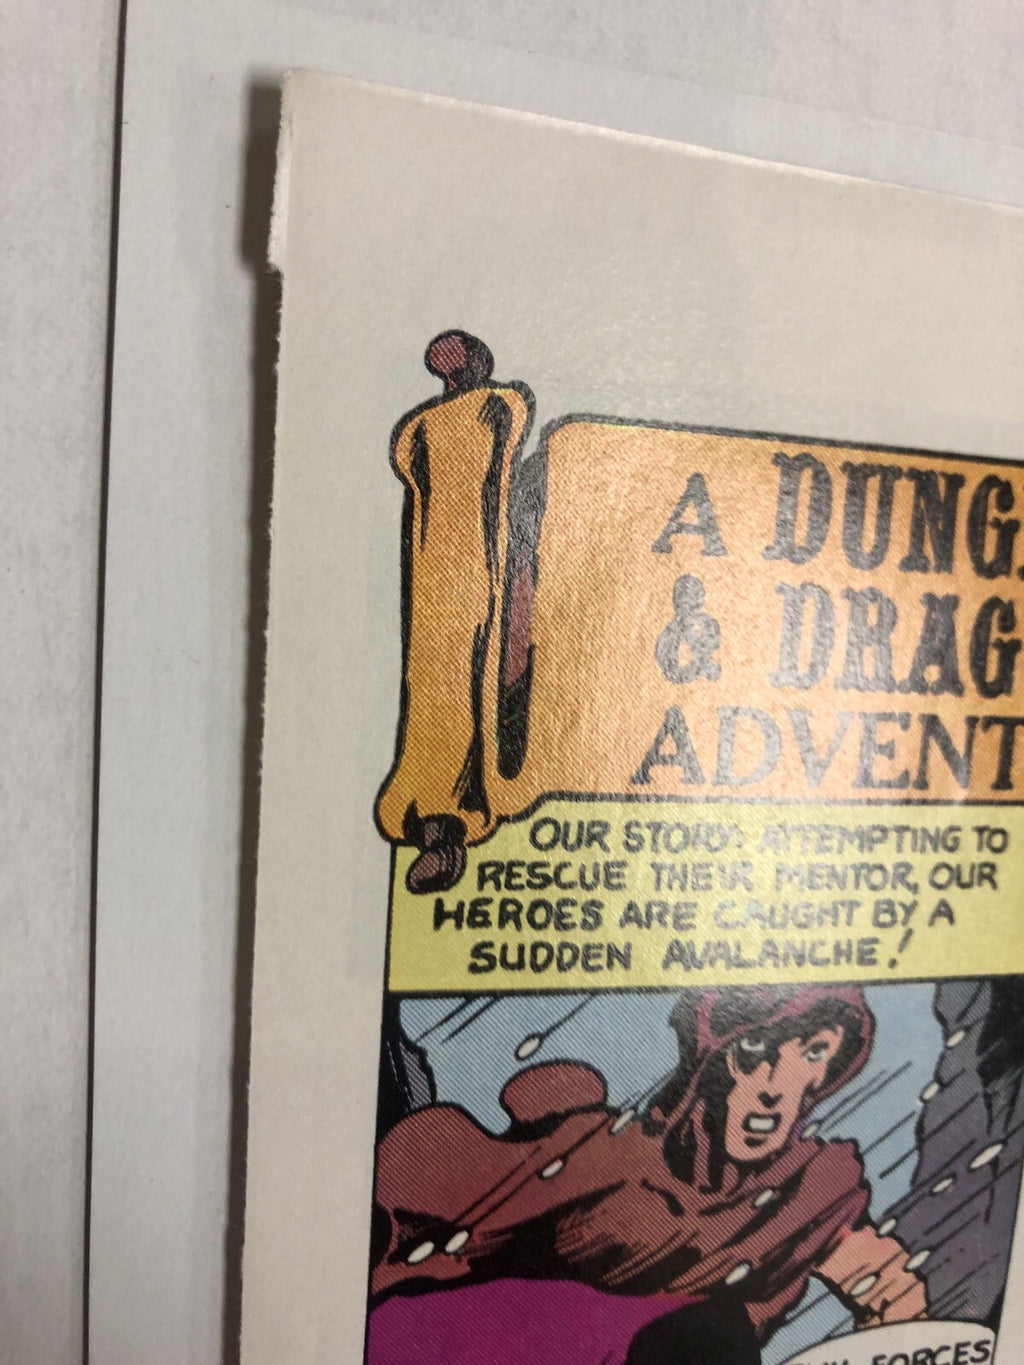 A DUNG
& DRAG
ADVENT
OUR STORY: ATTEMPTING TO
RESCUE THEIR MENTOR, OUR
HEROES ARE CAUGHT BY A
SUDDEN AVALANCHE!
FORCES